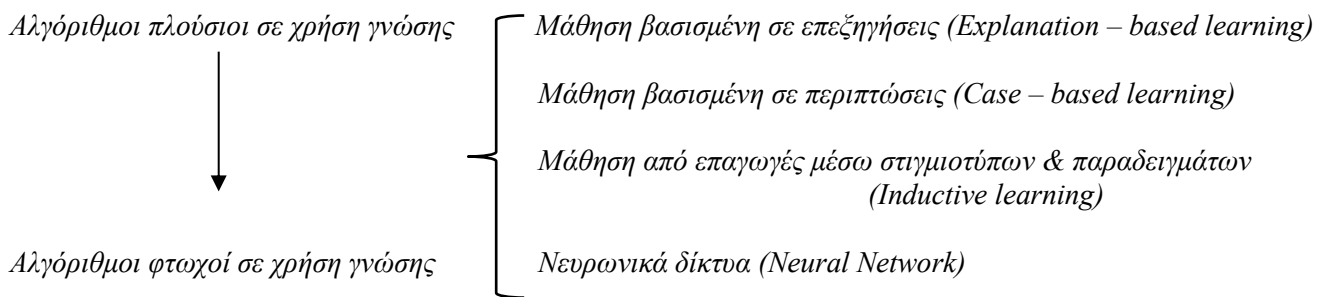 Αλγόριθμοι πλούσιοι σε χρήση γνώσης
Μάθηση βασισμένη σε επεξηγήσεις (Explanation – based learning)
Μάθηση βασισμένη σε περιπτώσεις (Case – based learning)
Μάθηση από επαγωγές μέσω στιγμιοτύπων & παραδειγμάτων
(Inductive learning)
Αλγόριθμοι φτωχοί σε χρήση γνώσης
Νευρωνικά δίκτυα (Neural Network)